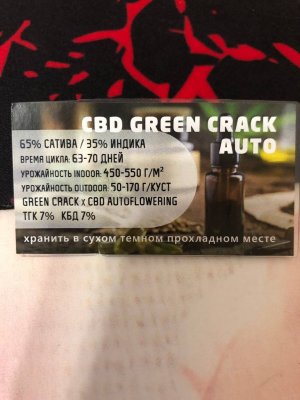 CBD GREEN CRACK
AUTO
65% САТИВА / 35% ИНДИКА
ВРЕМЯ ЦИКЛА: 63-70 ДНЕЙ
УРОЖАЙНОСТЬ INDOOR: 450-550 Г/М²
УРОЖАЙНОСТЬ OUTDOOR: 50-170 Г/КУСТ
GREEN CRACK x CBD AUTOFLOWERING
ТГК 7% КБД 7%
хранить в сухом темном прохладном месте